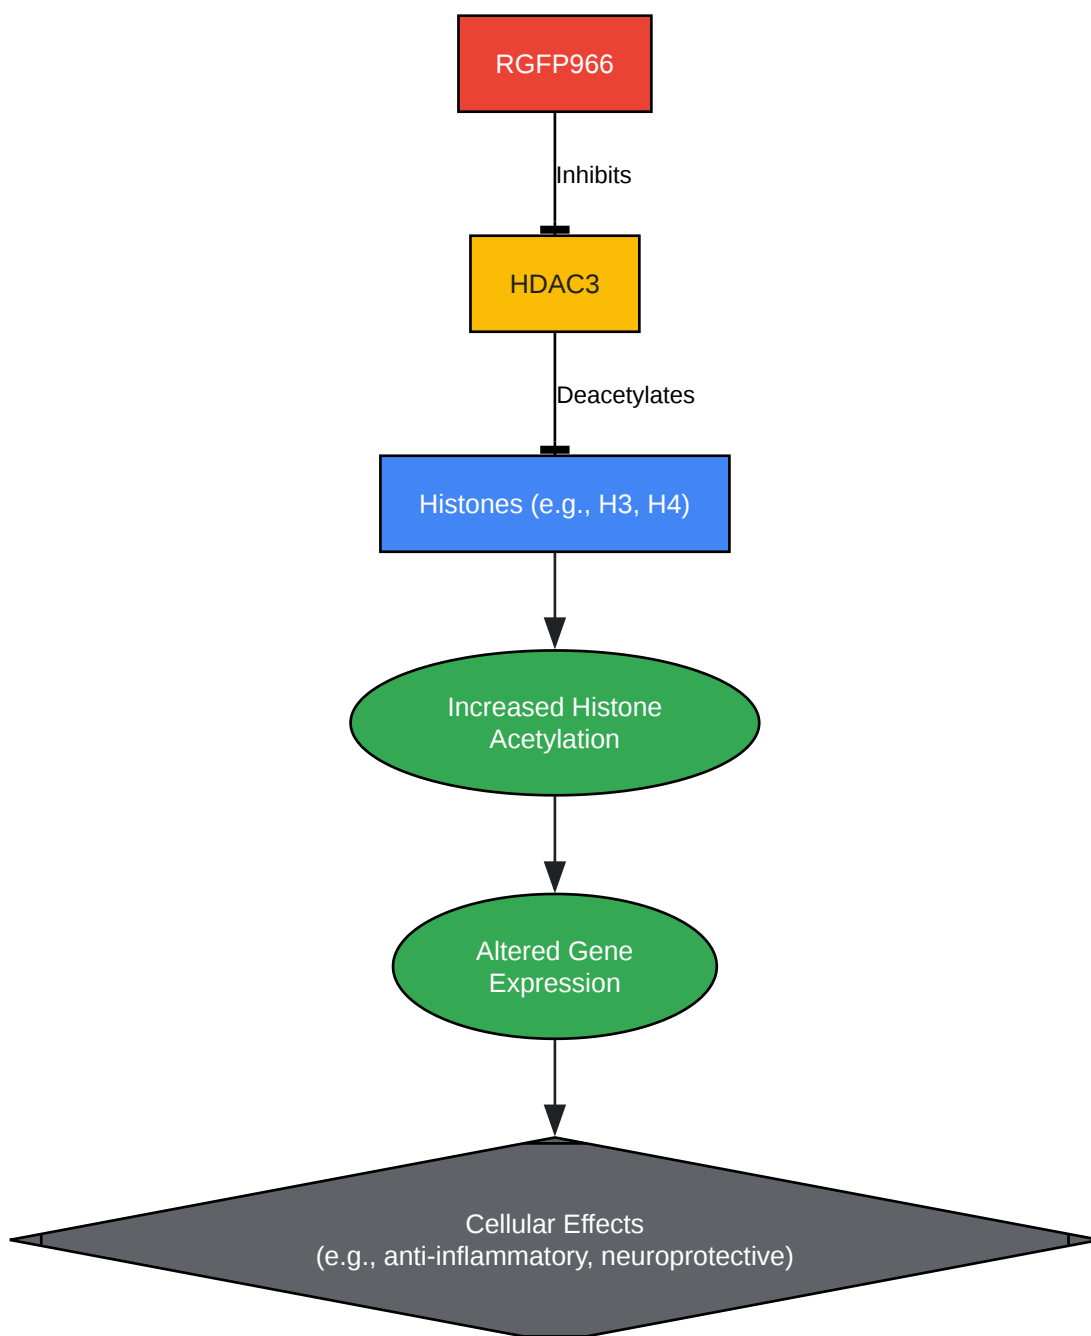 RGFP966
Inhibits
HDAC3
Deacetylates
Histones (e.g., H3, H4)
Increased Histone
Acetylation
Altered Gene
Expression
Cellular Effects
(e.g., anti-inflammatory, neuroprotective)